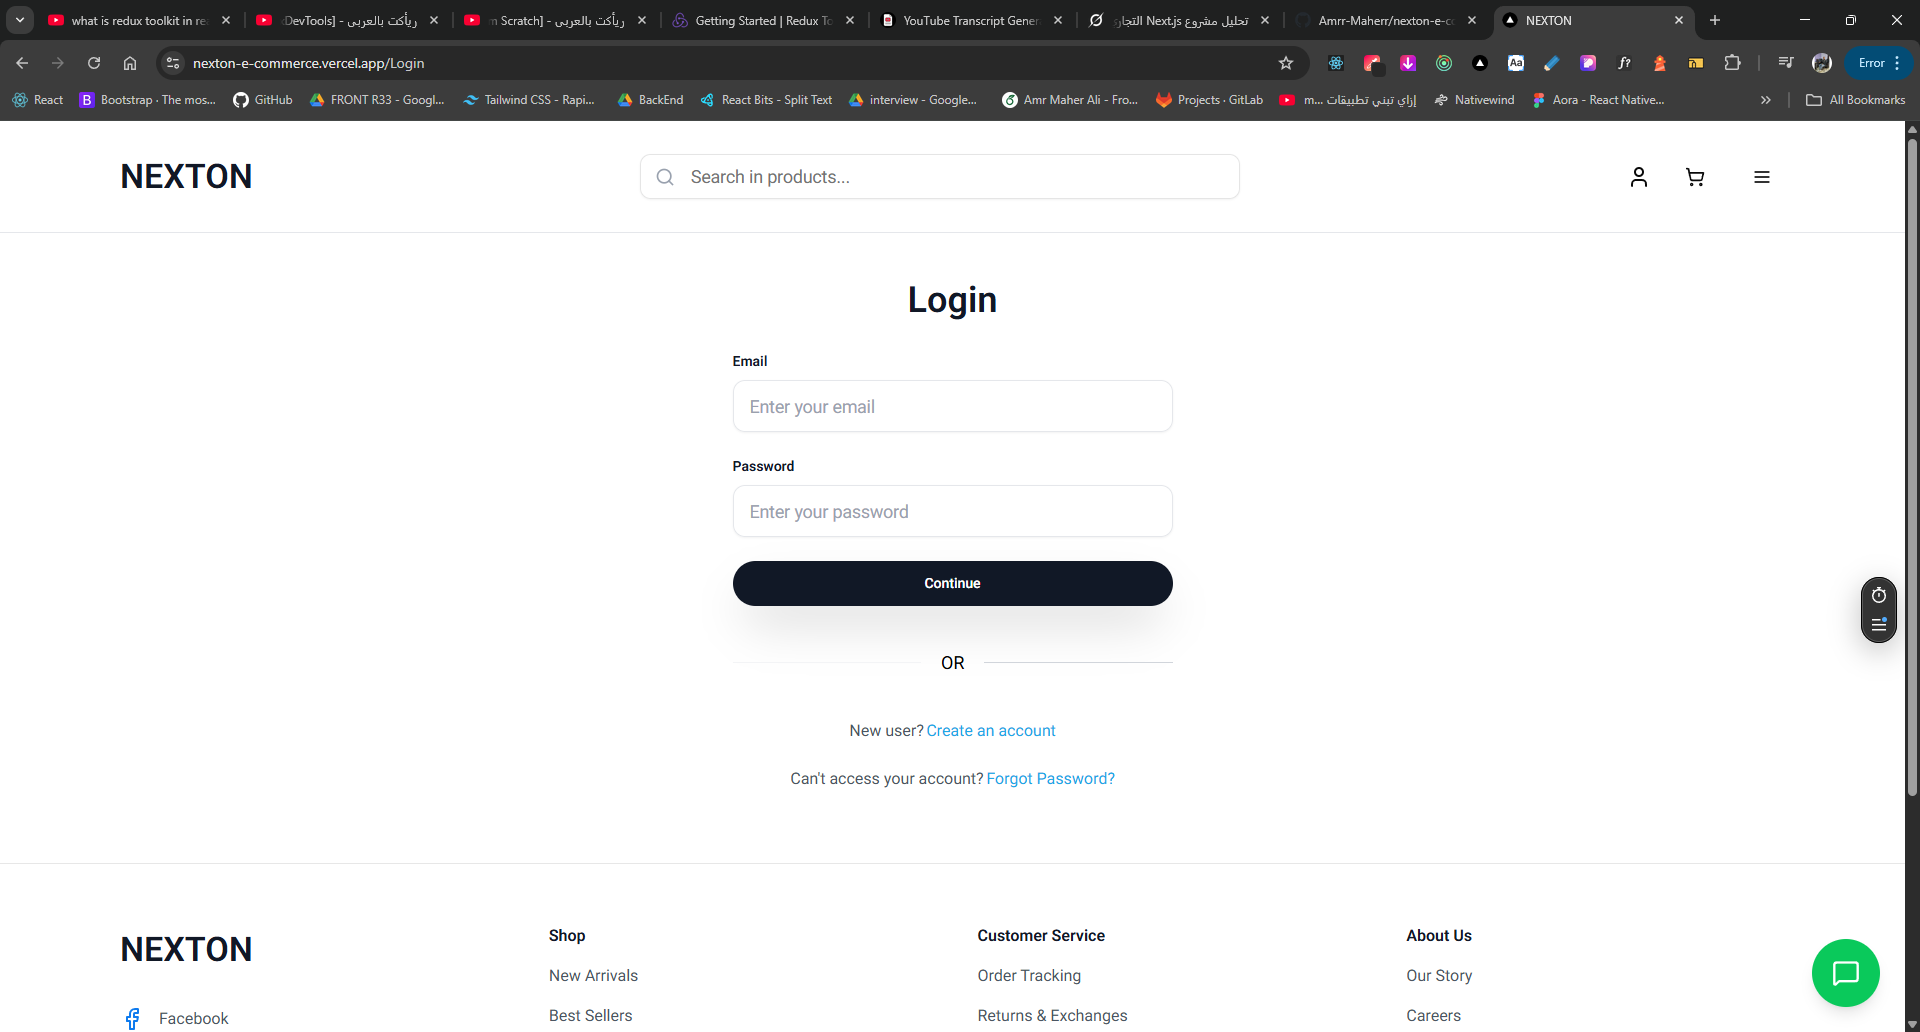 what is redux toolkit in re
DevTools] - ريأكت بالعربى
m Scratch] - ريأكت بالعربى
Getting Started | Redux To
YouTube Transcript Gener
تحليل مشروع Next.js التجاري
Amrr-Maherr/nexton-e-co
NEXTON
nexton-e-commerce.vercel.app/Login
Error
React
Bootstrap · The mos...
GitHub
FRONT R33 - Googl...
Tailwind CSS - Rapi...
BackEnd
React Bits - Split Text
interview - Google...
Amr Maher Ali - Fro...
Projects · GitLab
إزاي تبني تطبيقات m...
Nativewind
Aora - React Native...
All Bookmarks
NEXTON
Search in products...
Login
Email
Enter your email
Password
Enter your password
Continue
OR
New user? Create an account
Can't access your account? Forgot Password?
NEXTON
Facebook
Shop
New Arrivals
Best Sellers
Customer Service
Order Tracking
Returns & Exchanges
About Us
Our Story
Careers